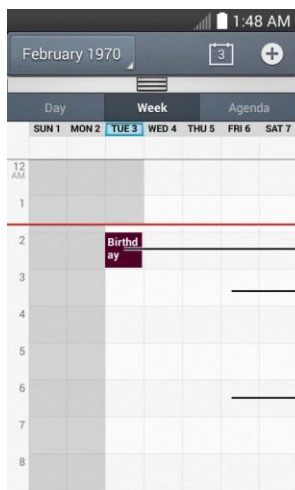 1:48 AM
February 1970
3
Day Week Agenda
SUN 1 MON 2 TUE 3 WED 4 THU 5 FRI 6 SAT 7
12
AM
1
2
Birthd
ay
3
4
5
6
7
8